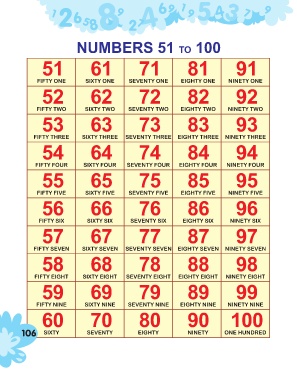 NUMBERS 51 TO 100
51 61 71 81 91
FIFTY ONE SIXTY ONE SEVENTY ONE EIGHTY ONE NINETY ONE
52 62 72 82 92
FIFTY TWO SIXTY TWO SEVENTY TWO EIGHTY TWO NINETY TWO
53 63 73 83 93
FIFTY THREE SIXTY THREE SEVENTY THREE EIGHTY THREE NINETY THREE
54 64 74 84 94
FIFTY FOUR SIXTY FOUR SEVENTY FOUR EIGHTY FOUR NINETY FOUR
55 65 75 85 95
FIFTY FIVE SIXTY FIVE SEVENTY FIVE EIGHTY FIVE NINETY FIVE
56 66 76 86 96
FIFTY SIX SIXTY SIX SEVENTY SIX EIGHTY SIX NINETY SIX
57 67 77 87 97
FIFTY SEVEN SIXTY SEVEN SEVENTY SEVEN EIGHTY SEVEN NINETY SEVEN
58 68 78 88 98
FIFTY EIGHT SIXTY EIGHT SEVENTY EIGHT EIGHTY EIGHT NINETY EIGHT
59 69 79 89 99
FIFTY NINE SIXTY NINE SEVENTY NINE EIGHTY NINE NINETY NINE
60 70 80 90 100
SIXTY SEVENTY EIGHTY NINETY ONE HUNDRED
106